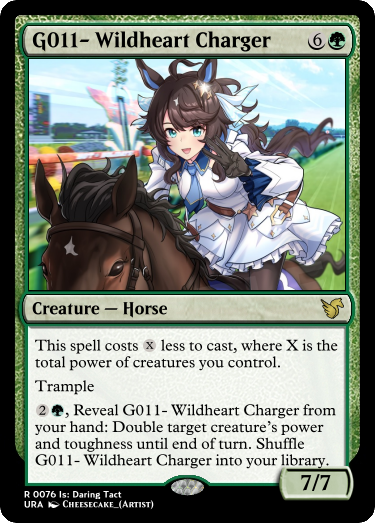 G011- Wildheart Charger 6
Creature — Horse
This spell costs X less to cast, where X is the
total power of creatures you control.
Trample
2, Reveal G011- Wildheart Charger from
your hand: Double target creature's power
and toughness until end of turn. Shuffle
G011- Wildheart Charger into your library.
7/7
R 0076 Is: Daring Tact
URA Cheesecake_(Artist)